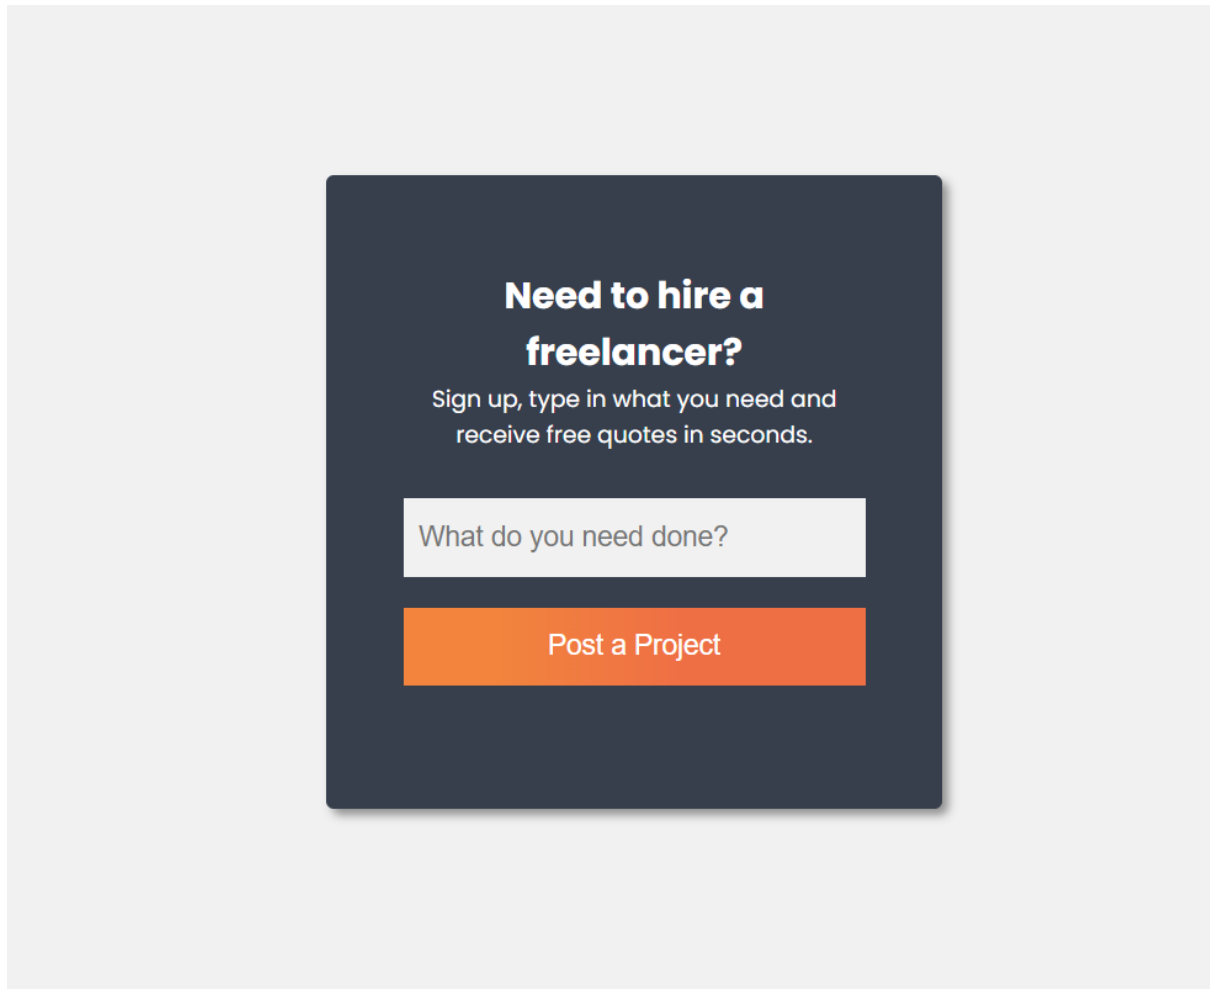 Need to hire a
freelancer?
Sign up, type in what you need and
receive free quotes in seconds.
What do you need done?
Post a Project